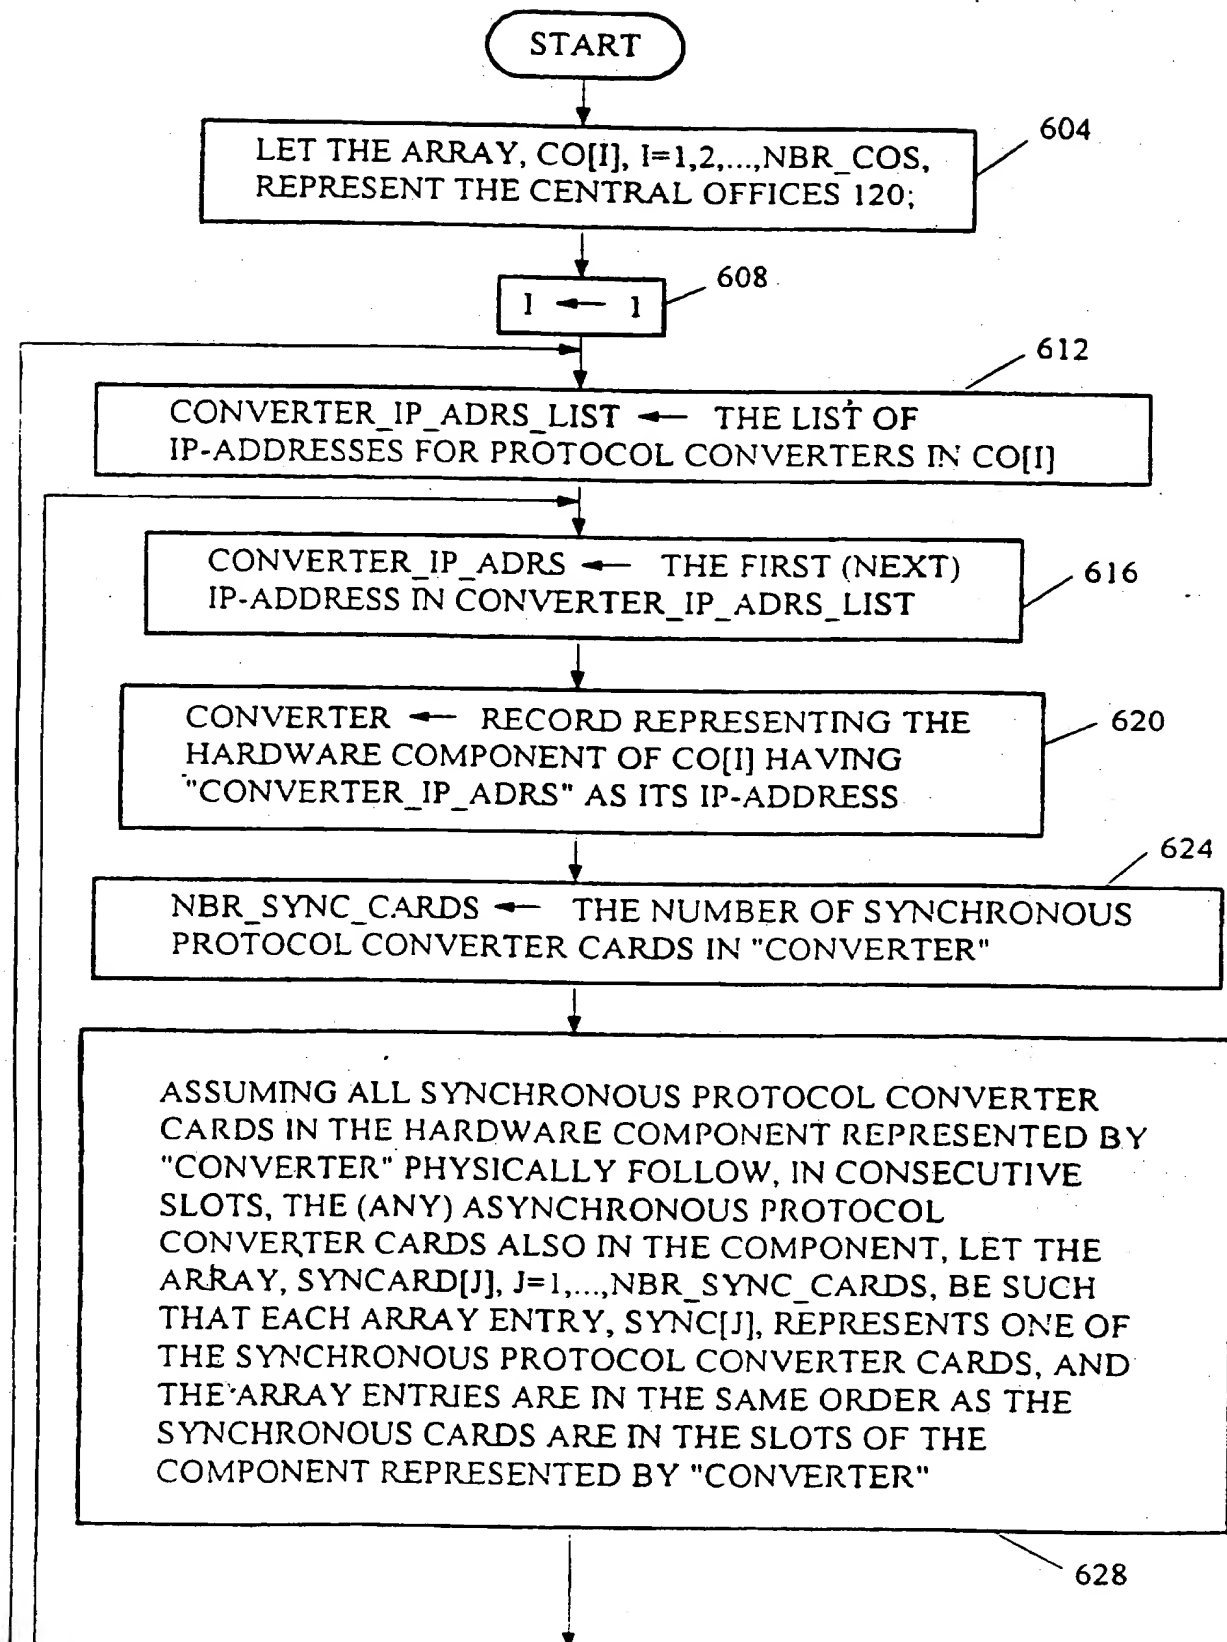 START
604
LET THE ARRAY, CO[I], I=1,2,...,NBR_COS,
REPRESENT THE CENTRAL OFFICES 120;
608
I ← 1
612
CONVERTER_IP_ADRS_LIST ← THE LIST OF
IP-ADDRESSES FOR PROTOCOL CONVERTERS IN CO[I]
CONVERTER_IP_ADRS ← THE FIRST (NEXT)
IP-ADDRESS IN CONVERTER_IP_ADRS_LIST
616
CONVERTER ← RECORD REPRESENTING THE
HARDWARE COMPONENT OF CO[I] HAVING
"CONVERTER_IP_ADRS" AS ITS IP-ADDRESS
620
624
NBR_SYNC_CARDS ← THE NUMBER OF SYNCHRONOUS
PROTOCOL CONVERTER CARDS IN "CONVERTER"
ASSUMING ALL SYNCHRONOUS PROTOCOL CONVERTER
CARDS IN THE HARDWARE COMPONENT REPRESENTED BY
"CONVERTER" PHYSICALLY FOLLOW, IN CONSECUTIVE
SLOTS, THE (ANY) ASYNCHRONOUS PROTOCOL
CONVERTER CARDS ALSO IN THE COMPONENT, LET THE
ARRAY, SYNCARD[J], J=1,...,NBR_SYNC_CARDS, BE SUCH
THAT EACH ARRAY ENTRY, SYNC[J], REPRESENTS ONE OF
THE SYNCHRONOUS PROTOCOL CONVERTER CARDS, AND
THE ARRAY ENTRIES ARE IN THE SAME ORDER AS THE
SYNCHRONOUS CARDS ARE IN THE SLOTS OF THE
COMPONENT REPRESENTED BY "CONVERTER"
628